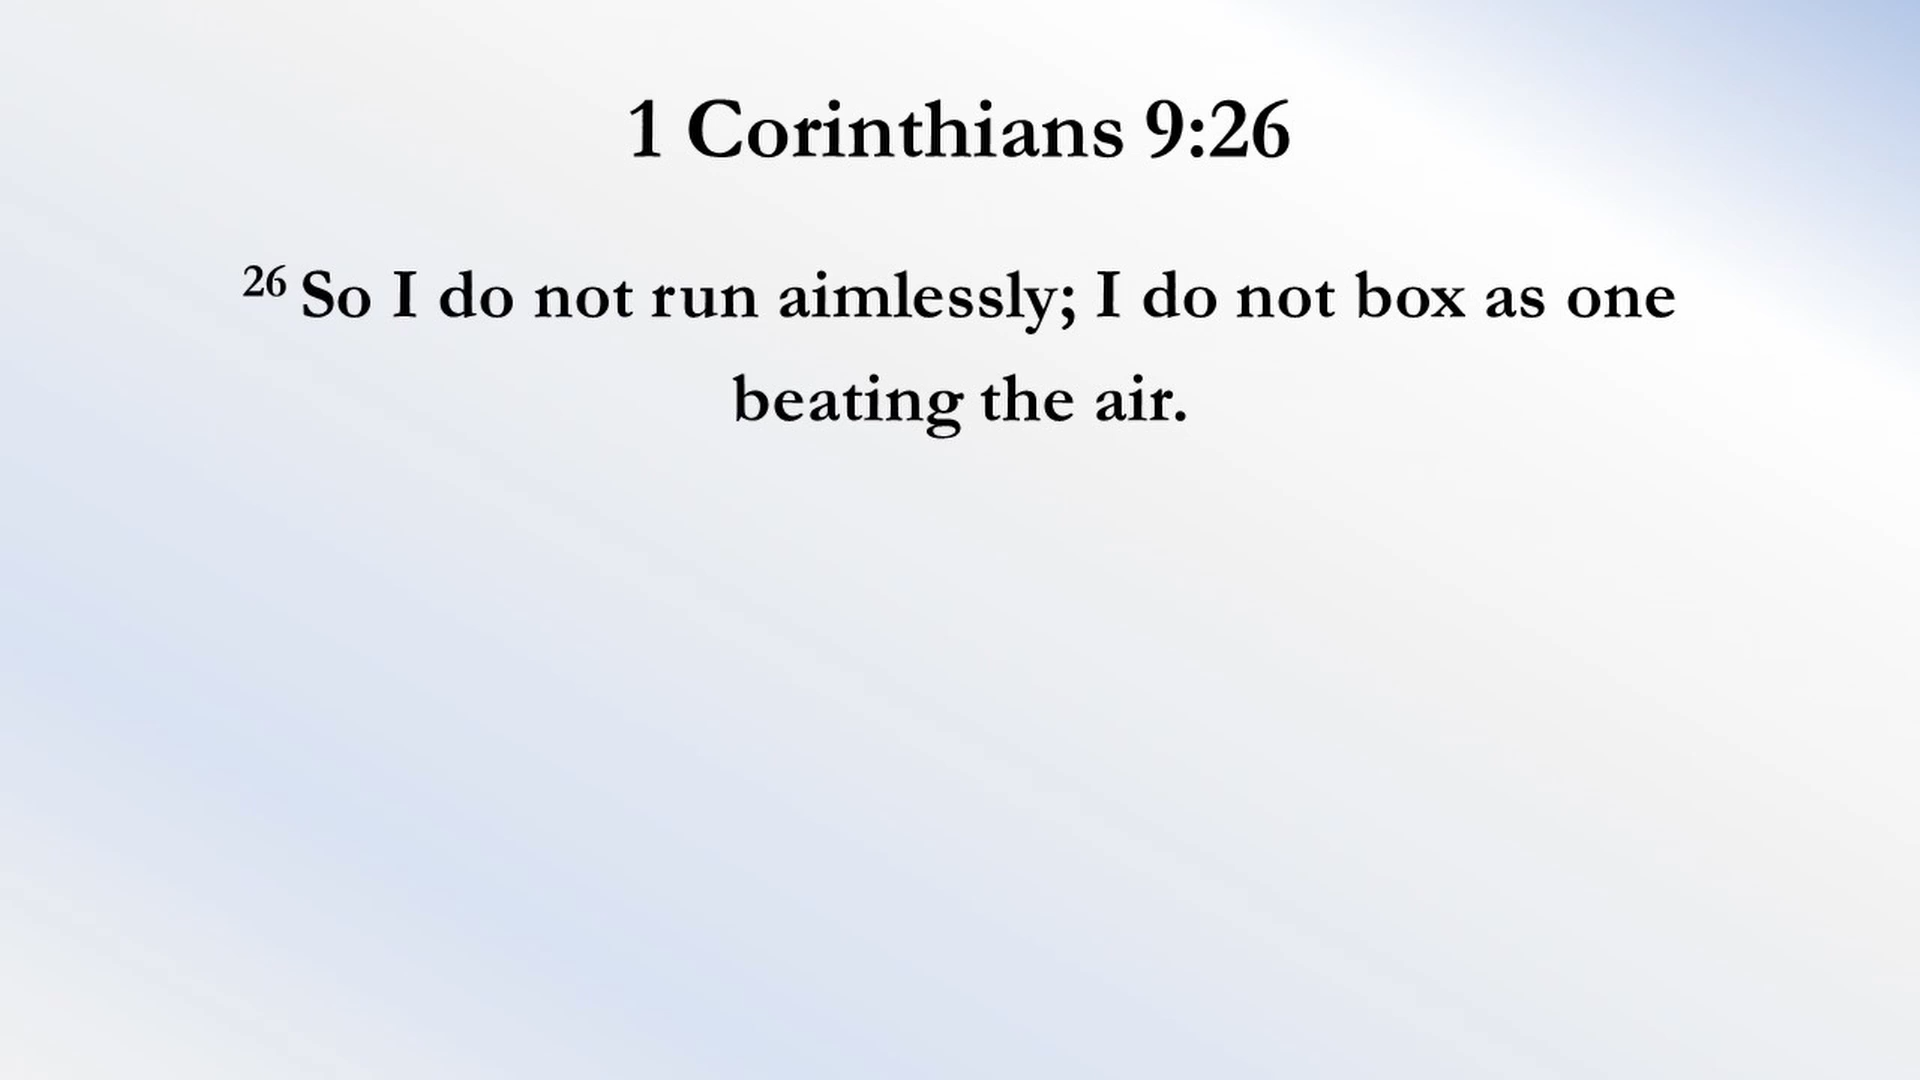 1 Corinthians 9:26
26 So I do not run aimlessly; I do not box as one
beating the air.